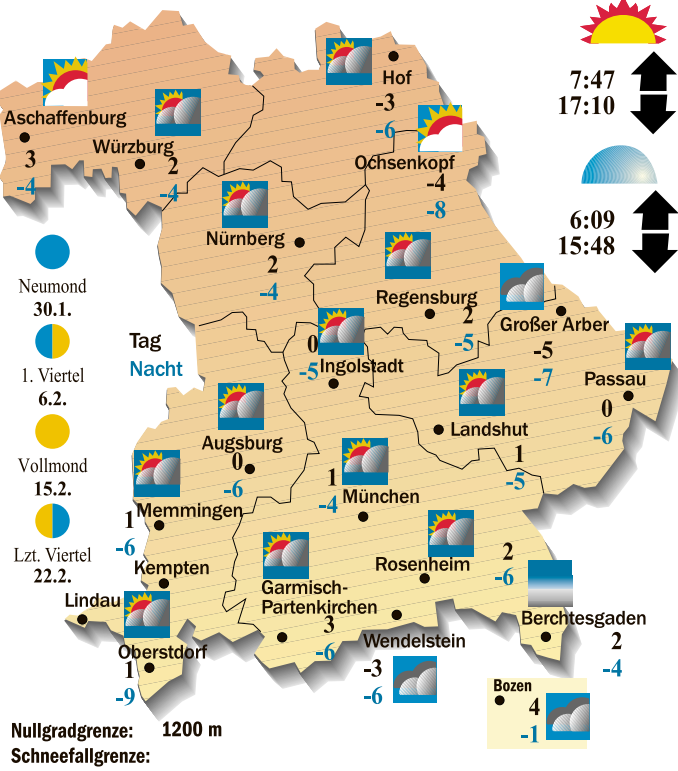 7:47
17:10
6:09
15:48
Hof
-3
-6
Aschaffenburg
3
-4
Würzburg
2
-4
Ochsenkopf
-4
-8
Nürnberg
2
-4
Neumond
30.1.
1. Viertel
6.2.
Vollmond
15.2.
Lzt. Viertel
22.2.
Tag
Nacht
Regensburg
2
-5
Großer Arber
-5
-7
0
-5
Ingolstadt
Passau
0
-6
Augsburg
0
-6
Landshut
1
-5
1
-4
München
Memmingen
1
-6
Kempten
Lindau
Oberstdorf
1
-9
Garmisch-
Partenkirchen
3
-6
Rosenheim
2
-6
Wendelstein
-3
-6
Berchtesgaden
2
-4
Bozen
4
-1
Nullgradgrenze: 1200 m
Schneefallgrenze: